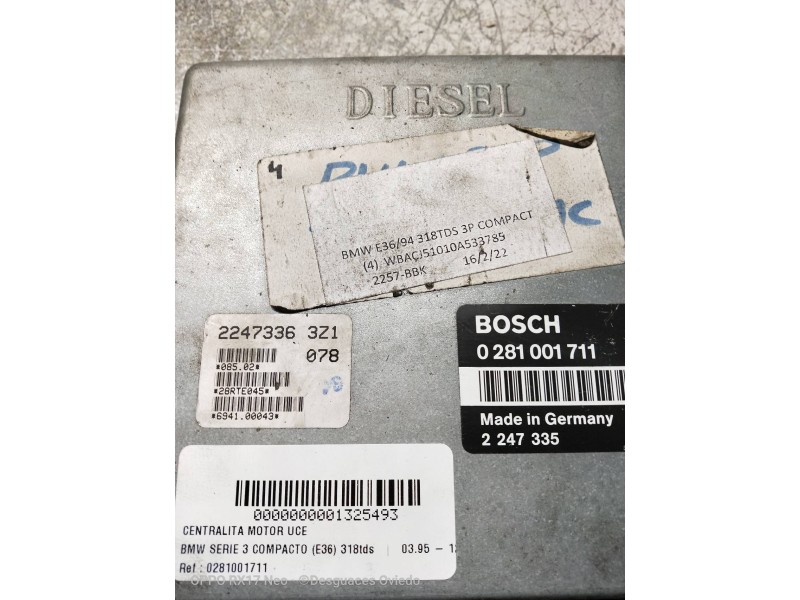 DIESEL
4
BMW E36/94 318TDS 3P COMPACT
(4) WBACJ51010A533785
2257-BBK 16/2/22
2247336 3Z1
078
*085.02*
*28RTE045*
*6941.00043*
BOSCH
0 281 001 711
Made in Germany
2 247 335
0000000001325493
CENTRALITA MOTOR UCE
BMW SERIE 3 COMPACTO (E36) 318tds | 03.95 - 1
Ref : 0281001711
OPPO RX17 Neo ©Desguaces Oviedo